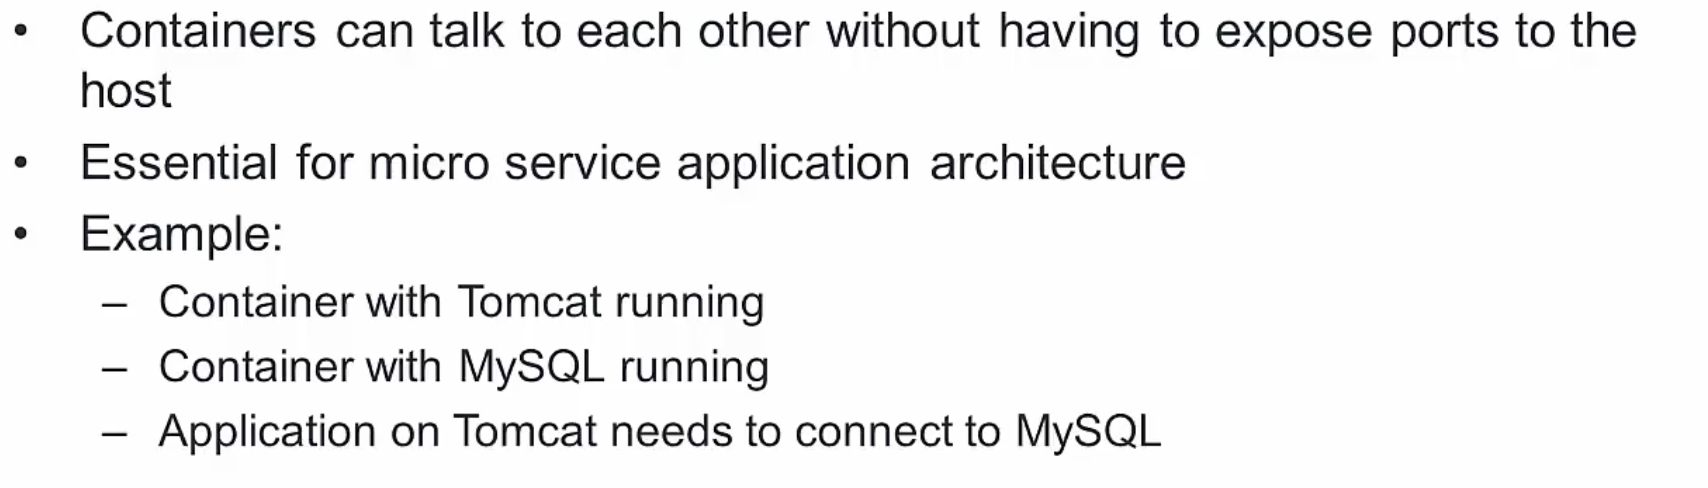 • Containers can talk to each other without having to expose ports to the
host
• Essential for micro service application architecture
• Example:
– Container with Tomcat running
– Container with MySQL running
– Application on Tomcat needs to connect to MySQL